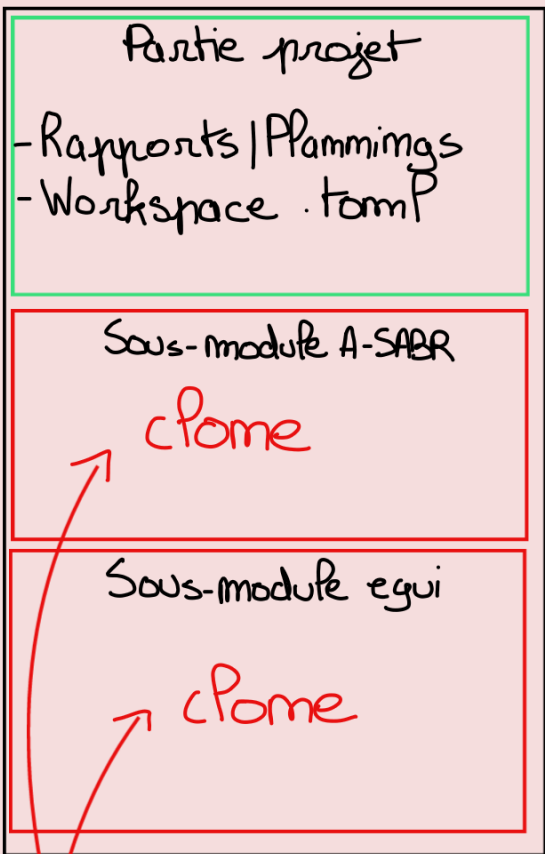 Partie projet
- Rapports | Plannings
- Workspace .toml
Sous-module A-SABR
clone
Sous-module egui
clone